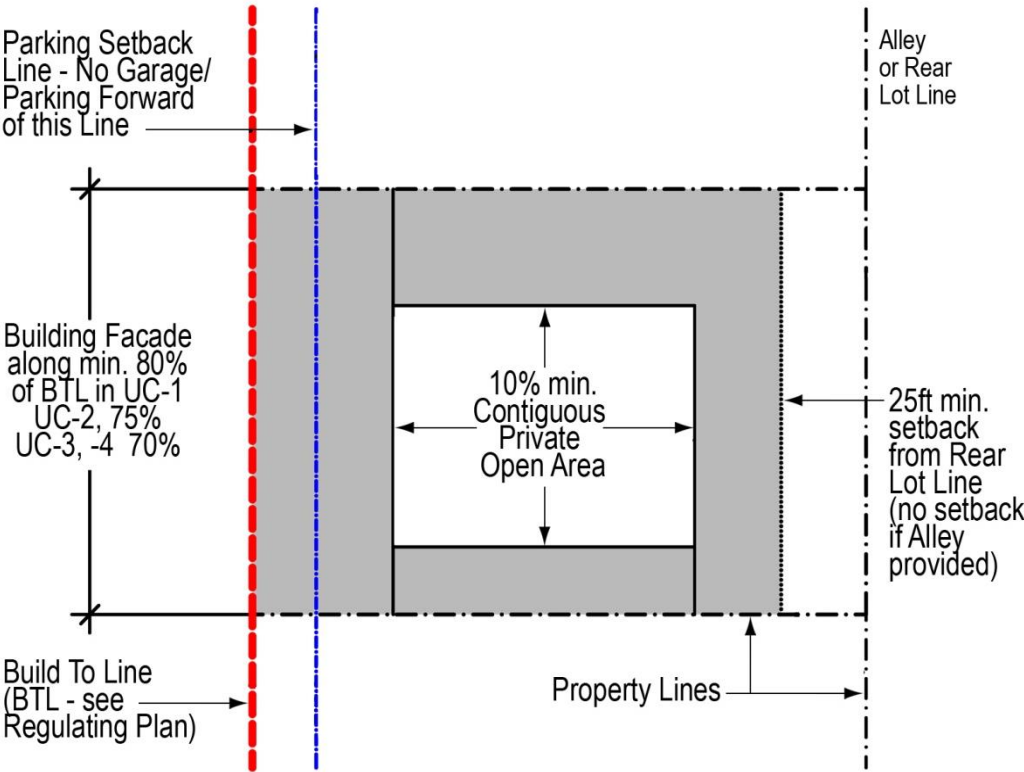 Parking Setback
Line - No Garage/
Parking Forward
of this Line
Alley
or Rear
Lot Line
Building Facade
along min. 80%
of BTL in UC-1
UC-2, 75%
UC-3, -4 70%
10% min.
Contiguous
Private
Open Area
25ft min.
setback
from Rear
Lot Line
(no setback
if Alley
provided)
Build To Line
(BTL - see
Regulating Plan)
Property Lines